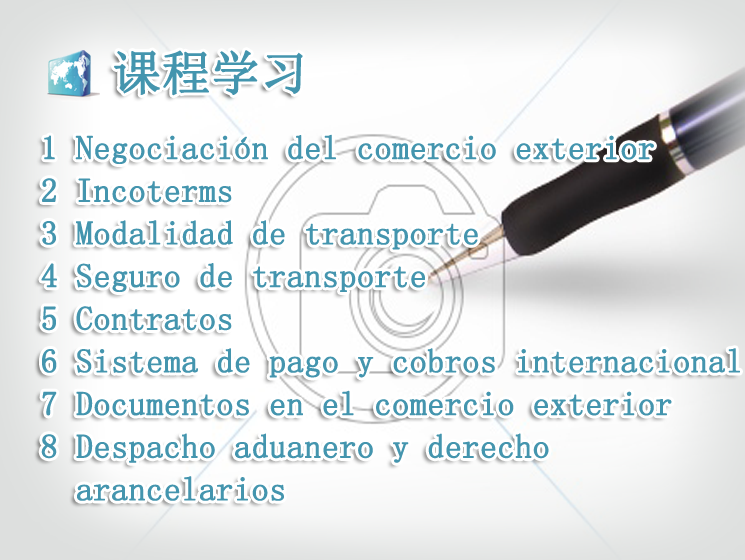 课程学习
1 Negociación del comercio exterior
2 Incoterms
3 Modalidad de transporte
4 Seguro de transporte
5 Contratos
6 Sistema de pago y cobros internacional
7 Documentos en el comercio exterior
8 Despacho aduanero y derecho
arancelarios